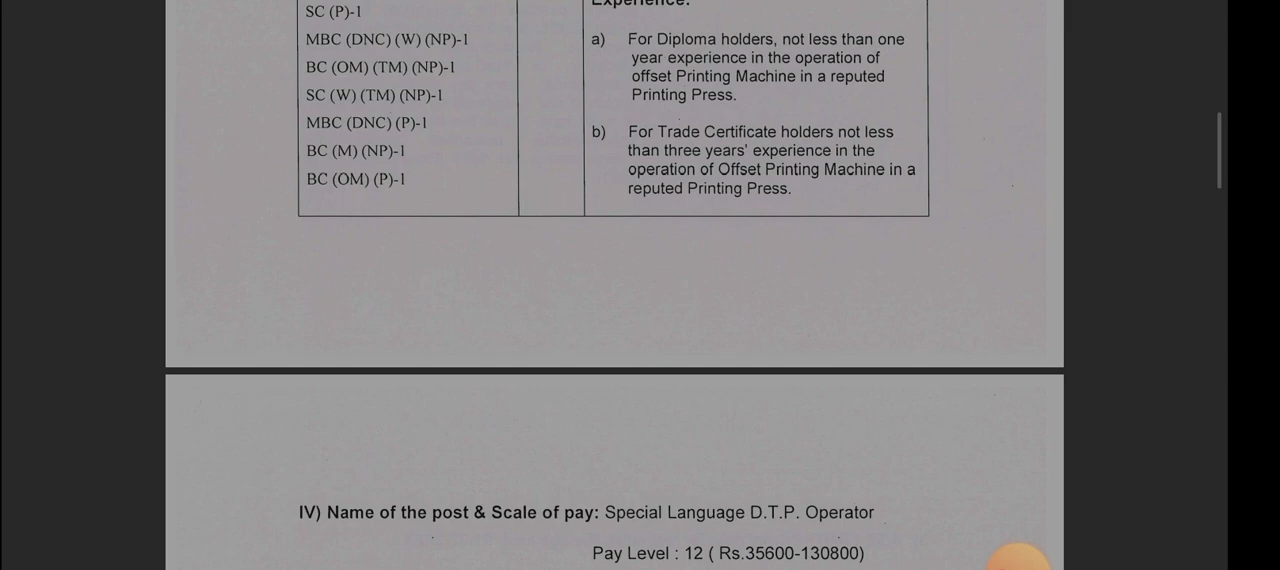 SC (P)-1
MBC (DNC) (W) (NP)-1
BC (OM) (TM) (NP)-1
SC (W) (TM) (NP)-1
MBC (DNC) (P)-1
BC (M) (NP)-1
BC (OM) (P)-1
Experience:
a) For Diploma holders, not less than one
year experience in the operation of
offset Printing Machine in a reputed
Printing Press.
b) For Trade Certificate holders not less
than three years' experience in the
operation of Offset Printing Machine in a
reputed Printing Press.
IV) Name of the post & Scale of pay: Special Language D.T.P. Operator
Pay Level : 12 ( Rs.35600-130800)